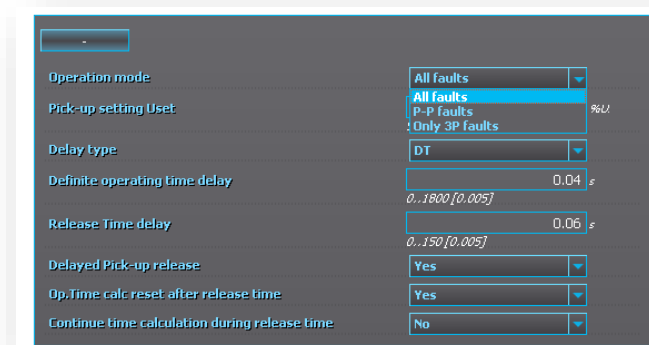 -
Operation mode All faults
All faults
Pick-up setting Uset P-P faults %U.
Only 3P faults
Delay type DT
Definite operating time delay 0.04 s
0..1800 [0.005]
Release Time delay 0.06 s
0..150 [0.005]
Delayed Pick-up release Yes
Op.Time calc reset after release time Yes
Continue time calculation during release time No